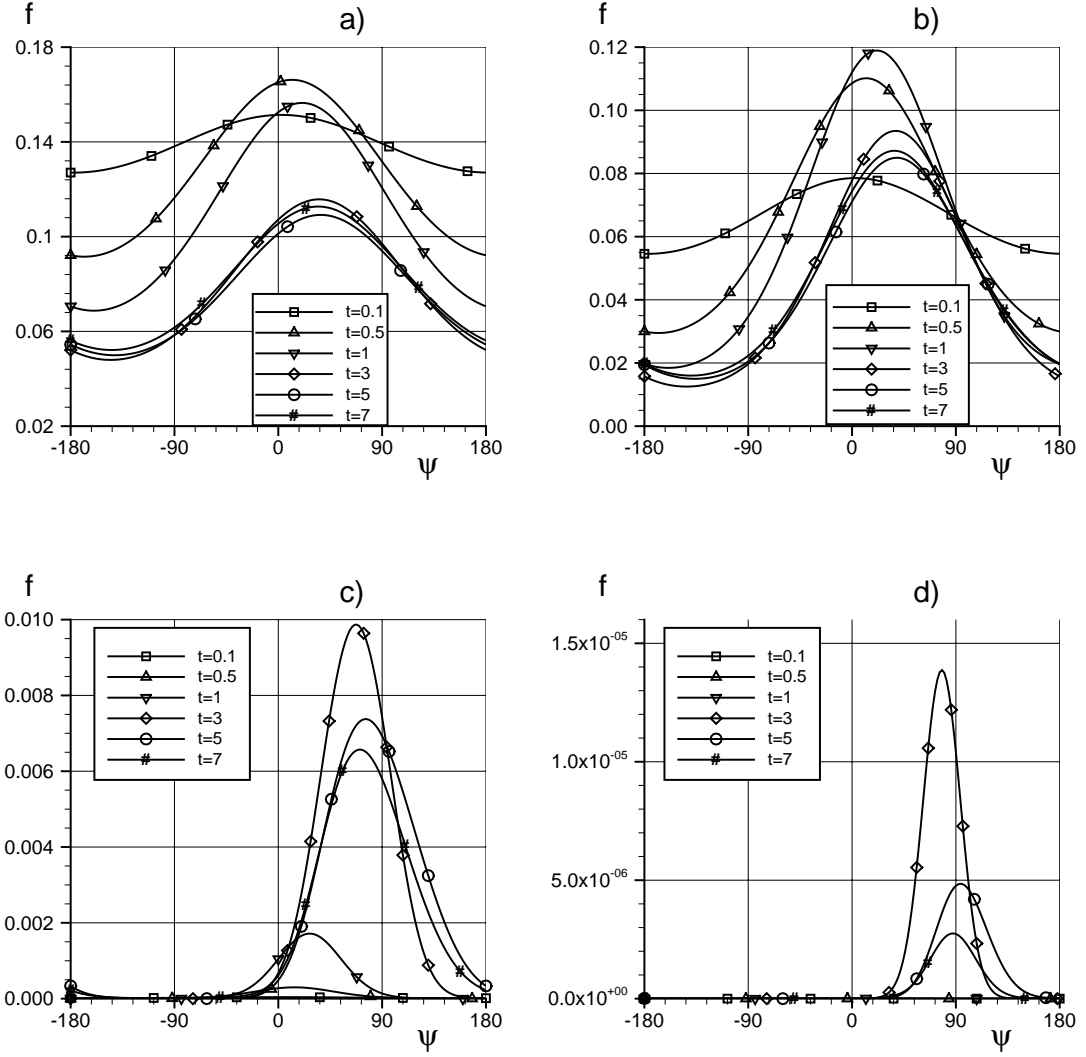 f
a)
0.18
0.14
0.1
0.06
0.02
-180
-90
0
90
180
ψ
t=0.1
t=0.5
t=1
t=3
t=5
t=7
f
b)
0.12
0.10
0.08
0.06
0.04
0.02
0.00
-180
-90
0
90
180
ψ
t=0.1
t=0.5
t=1
t=3
t=5
t=7
f
c)
0.010
0.008
0.006
0.004
0.002
0.000
-180
-90
0
90
180
ψ
t=0.1
t=0.5
t=1
t=3
t=5
t=7
f
d)
1.5x10⁻⁰⁵
1.0x10⁻⁰⁵
5.0x10⁻⁰⁶
0.0x10⁺⁰⁰
-180
-90
0
90
180
ψ
t=0.1
t=0.5
t=1
t=3
t=5
t=7